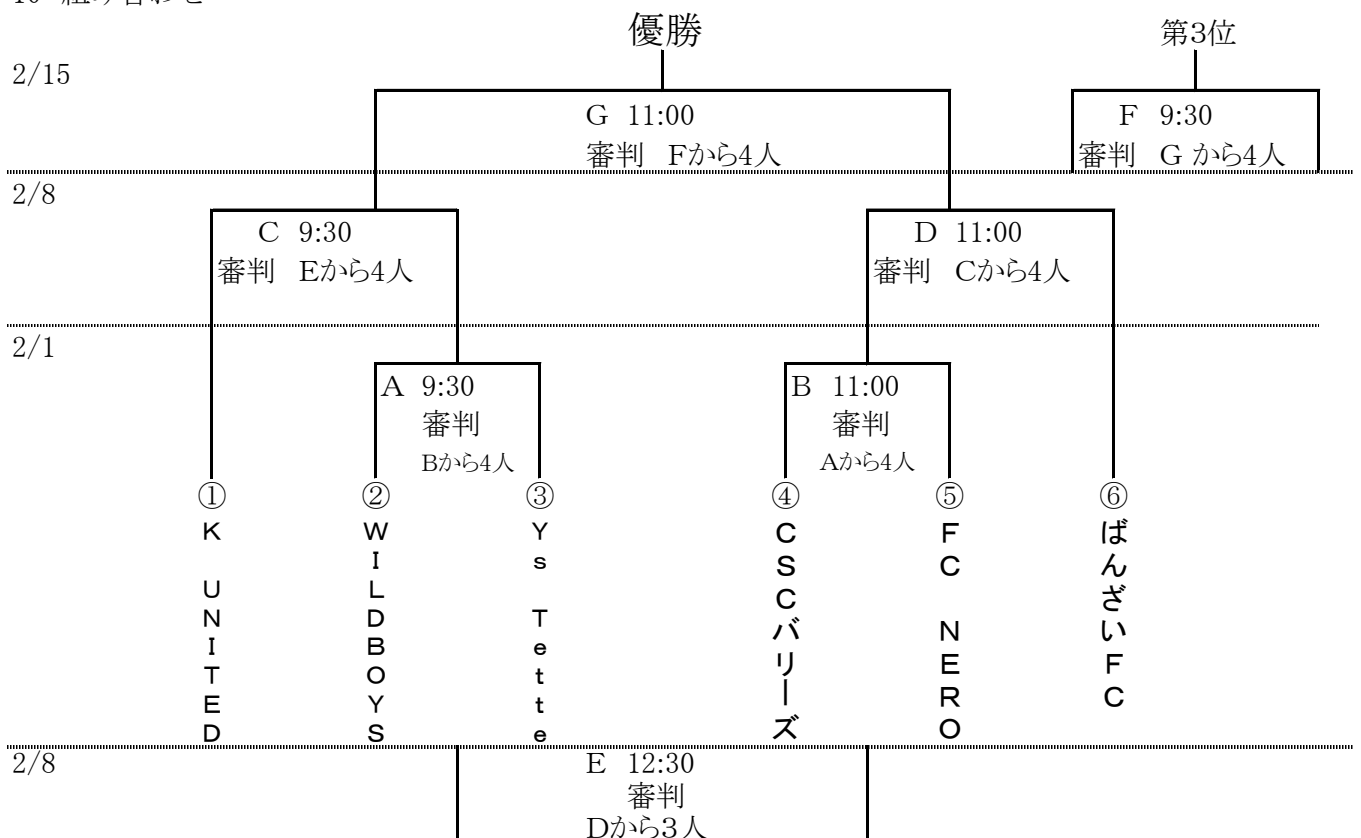 優勝
第3位
2/15
G 11:00
審判 Fから4人
F 9:30
審判 G から4人
2/8
C 9:30
審判 Eから4人
D 11:00
審判 Cから4人
2/1
A 9:30
審判
Bから4人
B 11:00
審判
Aから4人
① K UNITED
② WILDBOYS
③ Ys Tette
④ CSCバリーズ
⑤ FC NERO
⑥ ばんざいFC
2/8
E 12:30
審判
Dから3人